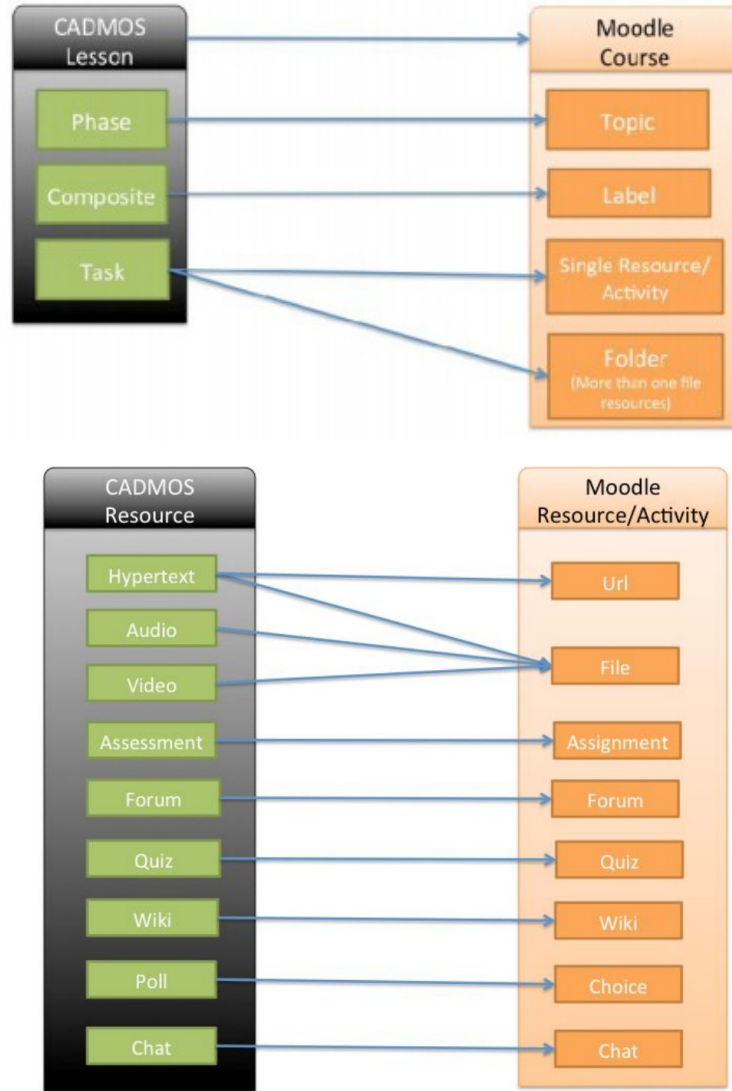 CADMOS
Lesson
Phase
Composite
Task
Moodle
Course
Topic
Label
Single Resource/
Activity
Folder
(More than one file
resources)
CADMOS
Resource
Hypertext
Audio
Video
Assessment
Forum
Quiz
Wiki
Poll
Chat
Moodle
Resource/Activity
Url
File
Assignment
Forum
Quiz
Wiki
Choice
Chat